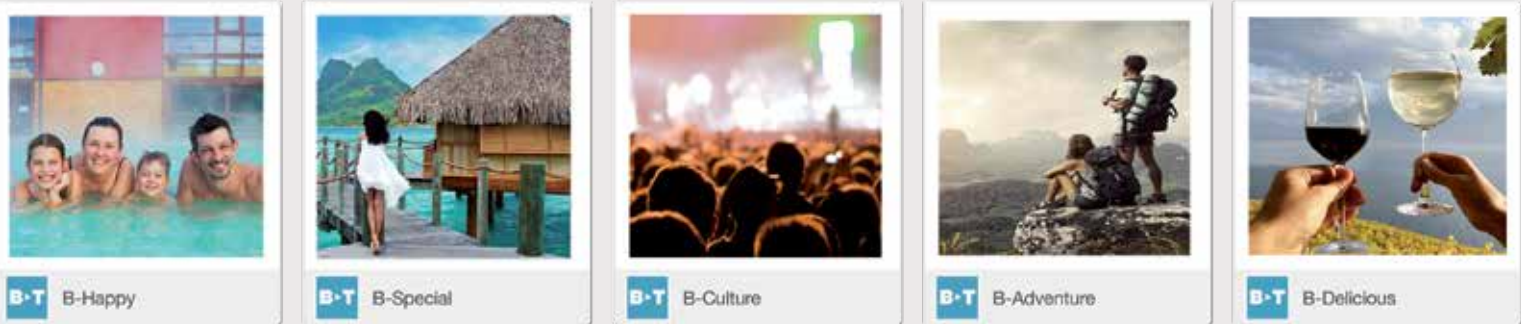 B·T B-Happy
B·T B-Special
B·T B-Culture
B·T B-Adventure
B·T B-Delicious